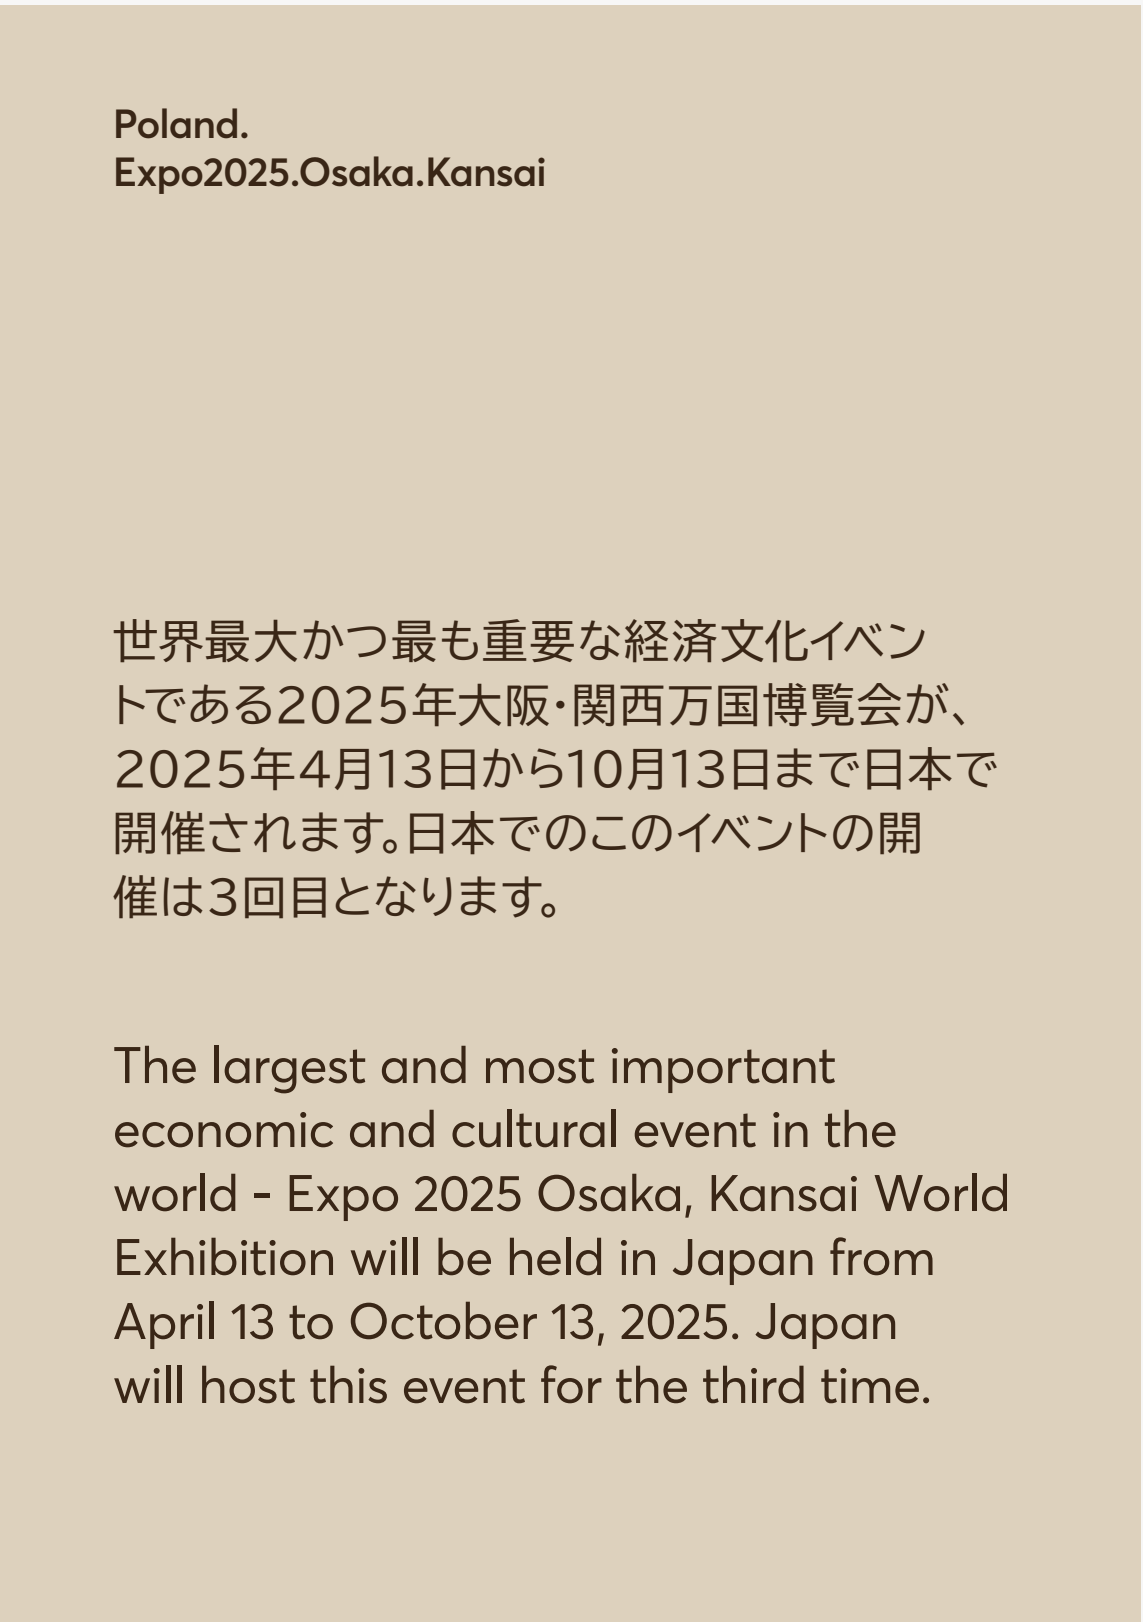 Poland.
Expo2025.Osaka.Kansai
世界最大かつ最も重要な経済文化イベン
トである2025年大阪・関西万国博覧会が、
2025年4月13日から10月13日まで日本で
開催されます。日本でのこのイベントの開
催は3回目となります。
The largest and most important
economic and cultural event in the
world - Expo 2025 Osaka, Kansai World
Exhibition will be held in Japan from
April 13 to October 13, 2025. Japan
will host this event for the third time.